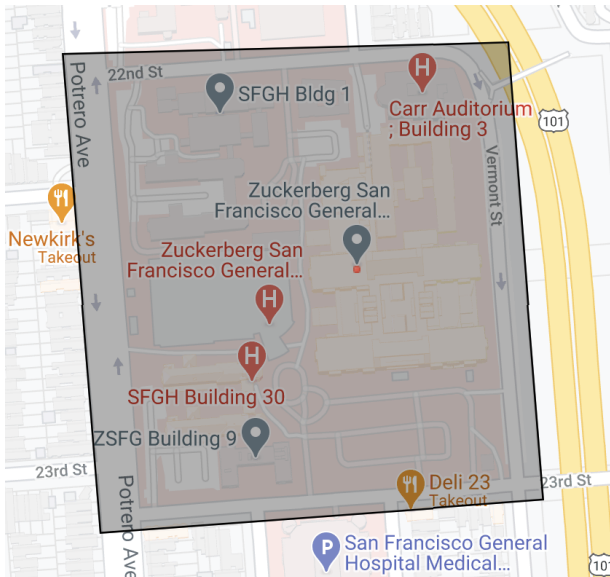 22nd St
Potrero Ave
SFGH Bldg 1
H
Carr Auditorium
; Building 3
101
Vermont St
Zuckerberg San
Francisco General...
Newkirk's
Takeout
Zuckerberg San
Francisco General...
H
H
SFGH Building 30
ZSFG Building 9
23rd St
Potrero Ave
Deli 23
Takeout
23rd St
P
San Francisco General
Hospital Medical...
10